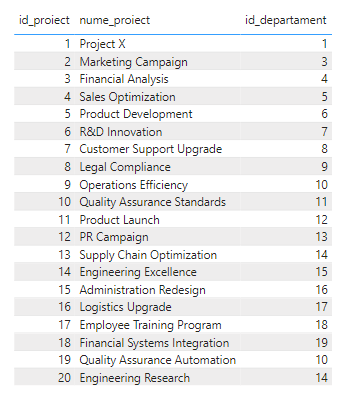 id_proiect nume_proiect id_departament
1 Project X 1
2 Marketing Campaign 3
3 Financial Analysis 4
4 Sales Optimization 5
5 Product Development 6
6 R&D Innovation 7
7 Customer Support Upgrade 8
8 Legal Compliance 9
9 Operations Efficiency 10
10 Quality Assurance Standards 11
11 Product Launch 12
12 PR Campaign 13
13 Supply Chain Optimization 14
14 Engineering Excellence 15
15 Administration Redesign 16
16 Logistics Upgrade 17
17 Employee Training Program 18
18 Financial Systems Integration 19
19 Quality Assurance Automation 10
20 Engineering Research 14